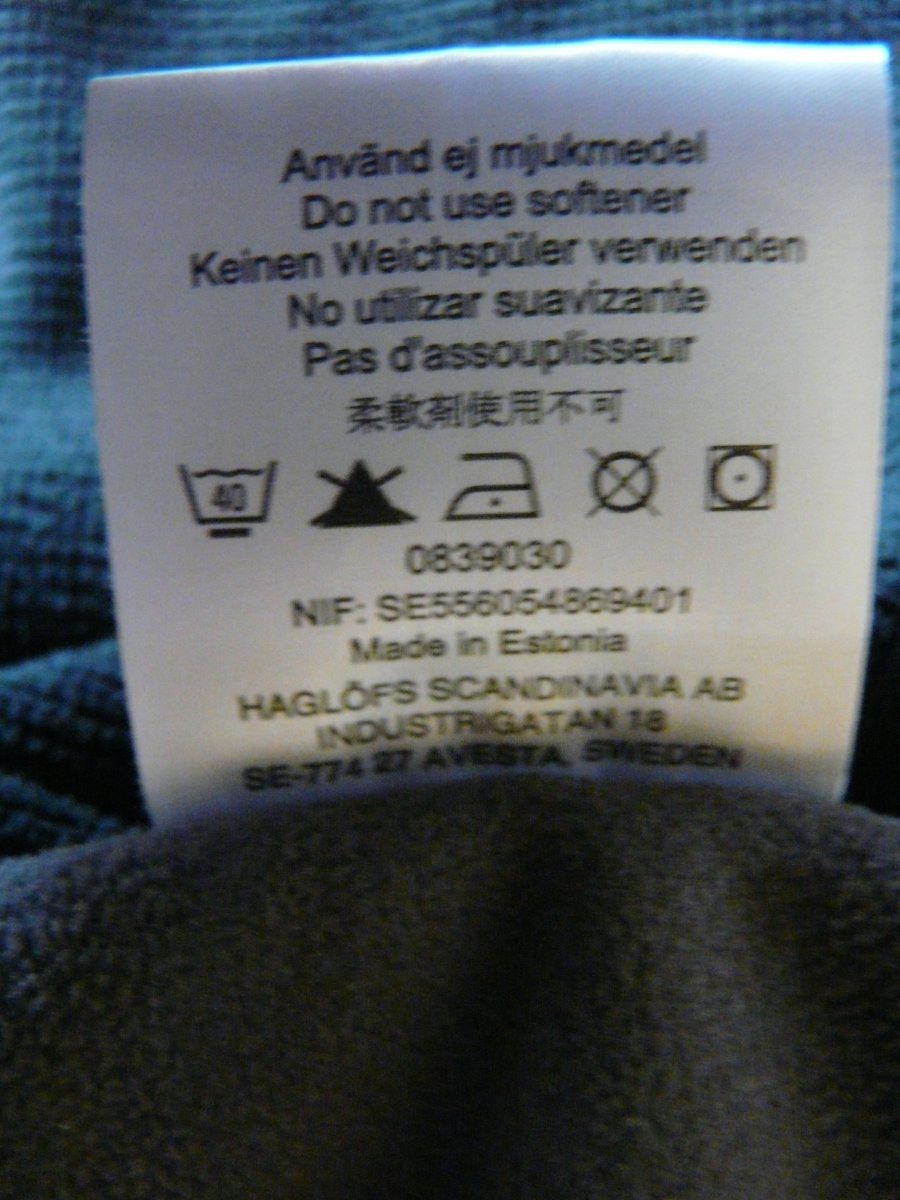 Använd ej mjukmedel
Do not use softener
Keinen Weichspüler verwenden
No utilizar suavizante
Pas d'assouplisseur
柔軟剤使用不可
40
0839030
NIF: SE556054869401
Made in Estonia
HAGLÖFS SCANDINAVIA AB
INDUSTRIGATAN 18
SE-774 27 AVESTA, SWEDEN